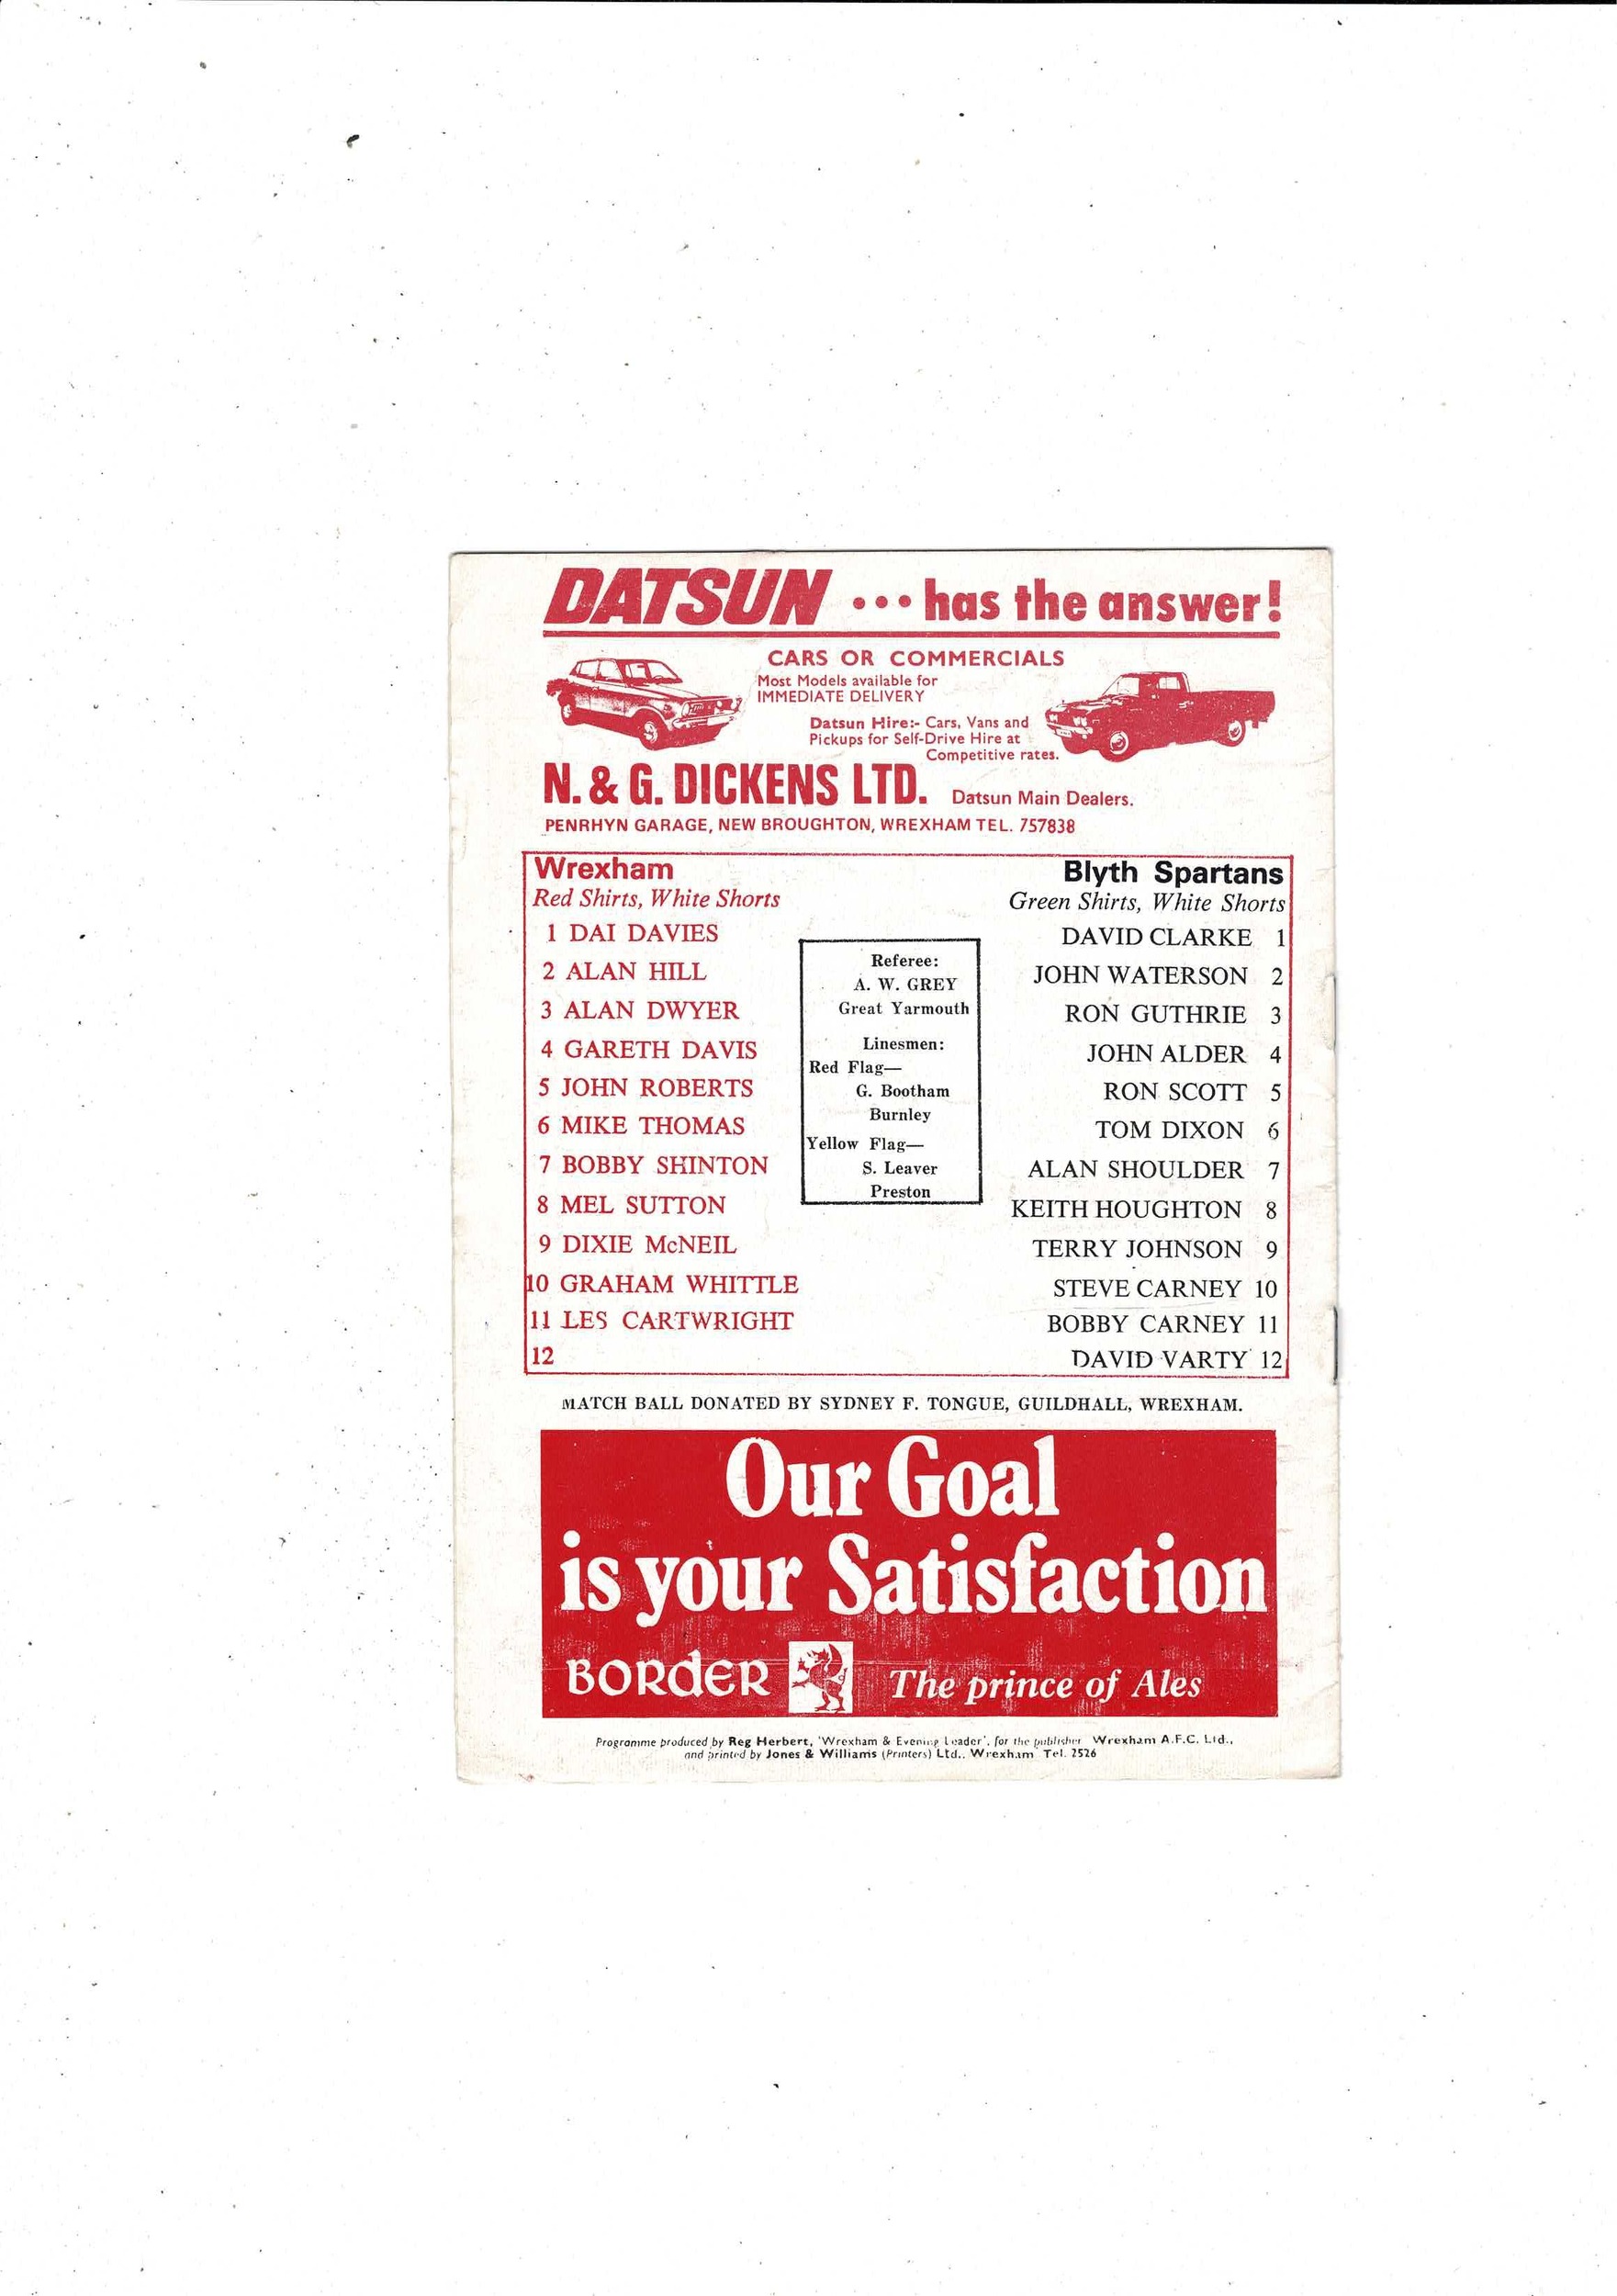 DATSUN ... has the answer!
CARS OR COMMERCIALS
Most Models available for
IMMEDIATE DELIVERY
Datsun Hire:- Cars, Vans and
Pickups for Self-Drive Hire at
Competitive rates.
N. & G. DICKENS LTD. Datsun Main Dealers.
PENRHYN GARAGE, NEW BROUGHTON, WREXHAM TEL. 757838
Wrexham
Red Shirts, White Shorts
1 DAI DAVIES
2 ALAN HILL
3 ALAN DWYER
4 GARETH DAVIS
5 JOHN ROBERTS
6 MIKE THOMAS
7 BOBBY SHINTON
8 MEL SUTTON
9 DIXIE McNEIL
10 GRAHAM WHITTLE
11 LES CARTWRIGHT
12
Referee:
A. W. GREY
Great Yarmouth
Linesmen:
Red Flag—
G. Bootham
Burnley
Yellow Flag—
S. Leaver
Preston
Blyth Spartans
Green Shirts, White Shorts
DAVID CLARKE 1
JOHN WATERSON 2
RON GUTHRIE 3
JOHN ALDER 4
RON SCOTT 5
TOM DIXON 6
ALAN SHOULDER 7
KEITH HOUGHTON 8
TERRY JOHNSON 9
STEVE CARNEY 10
BOBBY CARNEY 11
DAVID VARTY 12
MATCH BALL DONATED BY SYDNEY F. TONGUE, GUILDHALL, WREXHAM.
Our Goal
is your Satisfaction
BORDER The prince of Ales
Programme produced by Reg Herbert, 'Wrexham & Evening Leader', for the publisher Wrexham A.F.C. Ltd.,
and printed by Jones & Williams (Printers) Ltd., Wrexham Tel. 2526